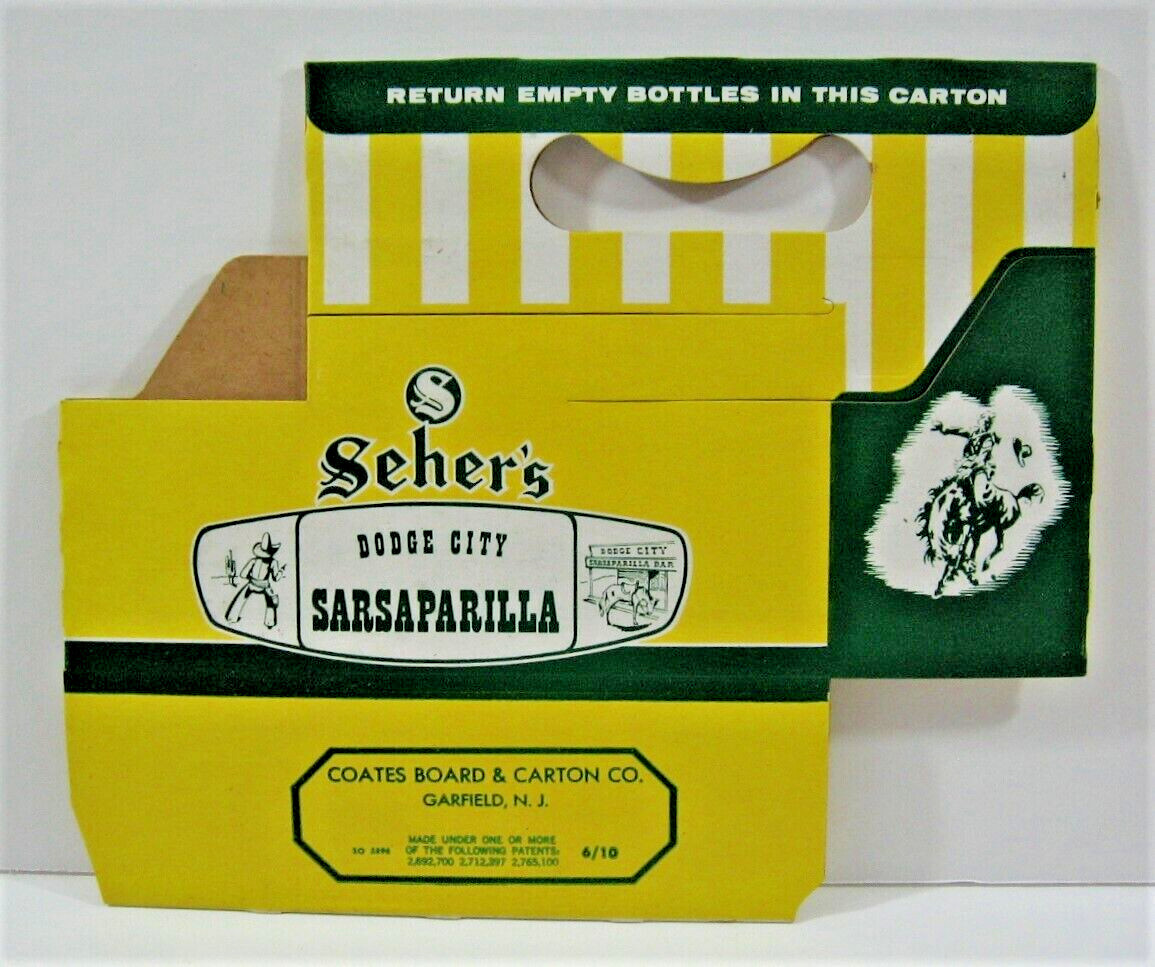 RETURN EMPTY BOTTLES IN THIS CARTON
S
Seher's
DODGE CITY
SARSAPARILLA
DODGE CITY
SARSAPARILLA BAR
COATES BOARD & CARTON CO.
GARFIELD, N. J.
MADE UNDER ONE OR MORE
OF THE FOLLOWING PATENTS:
2,692,700 2,712,397 2,765,100
6/10